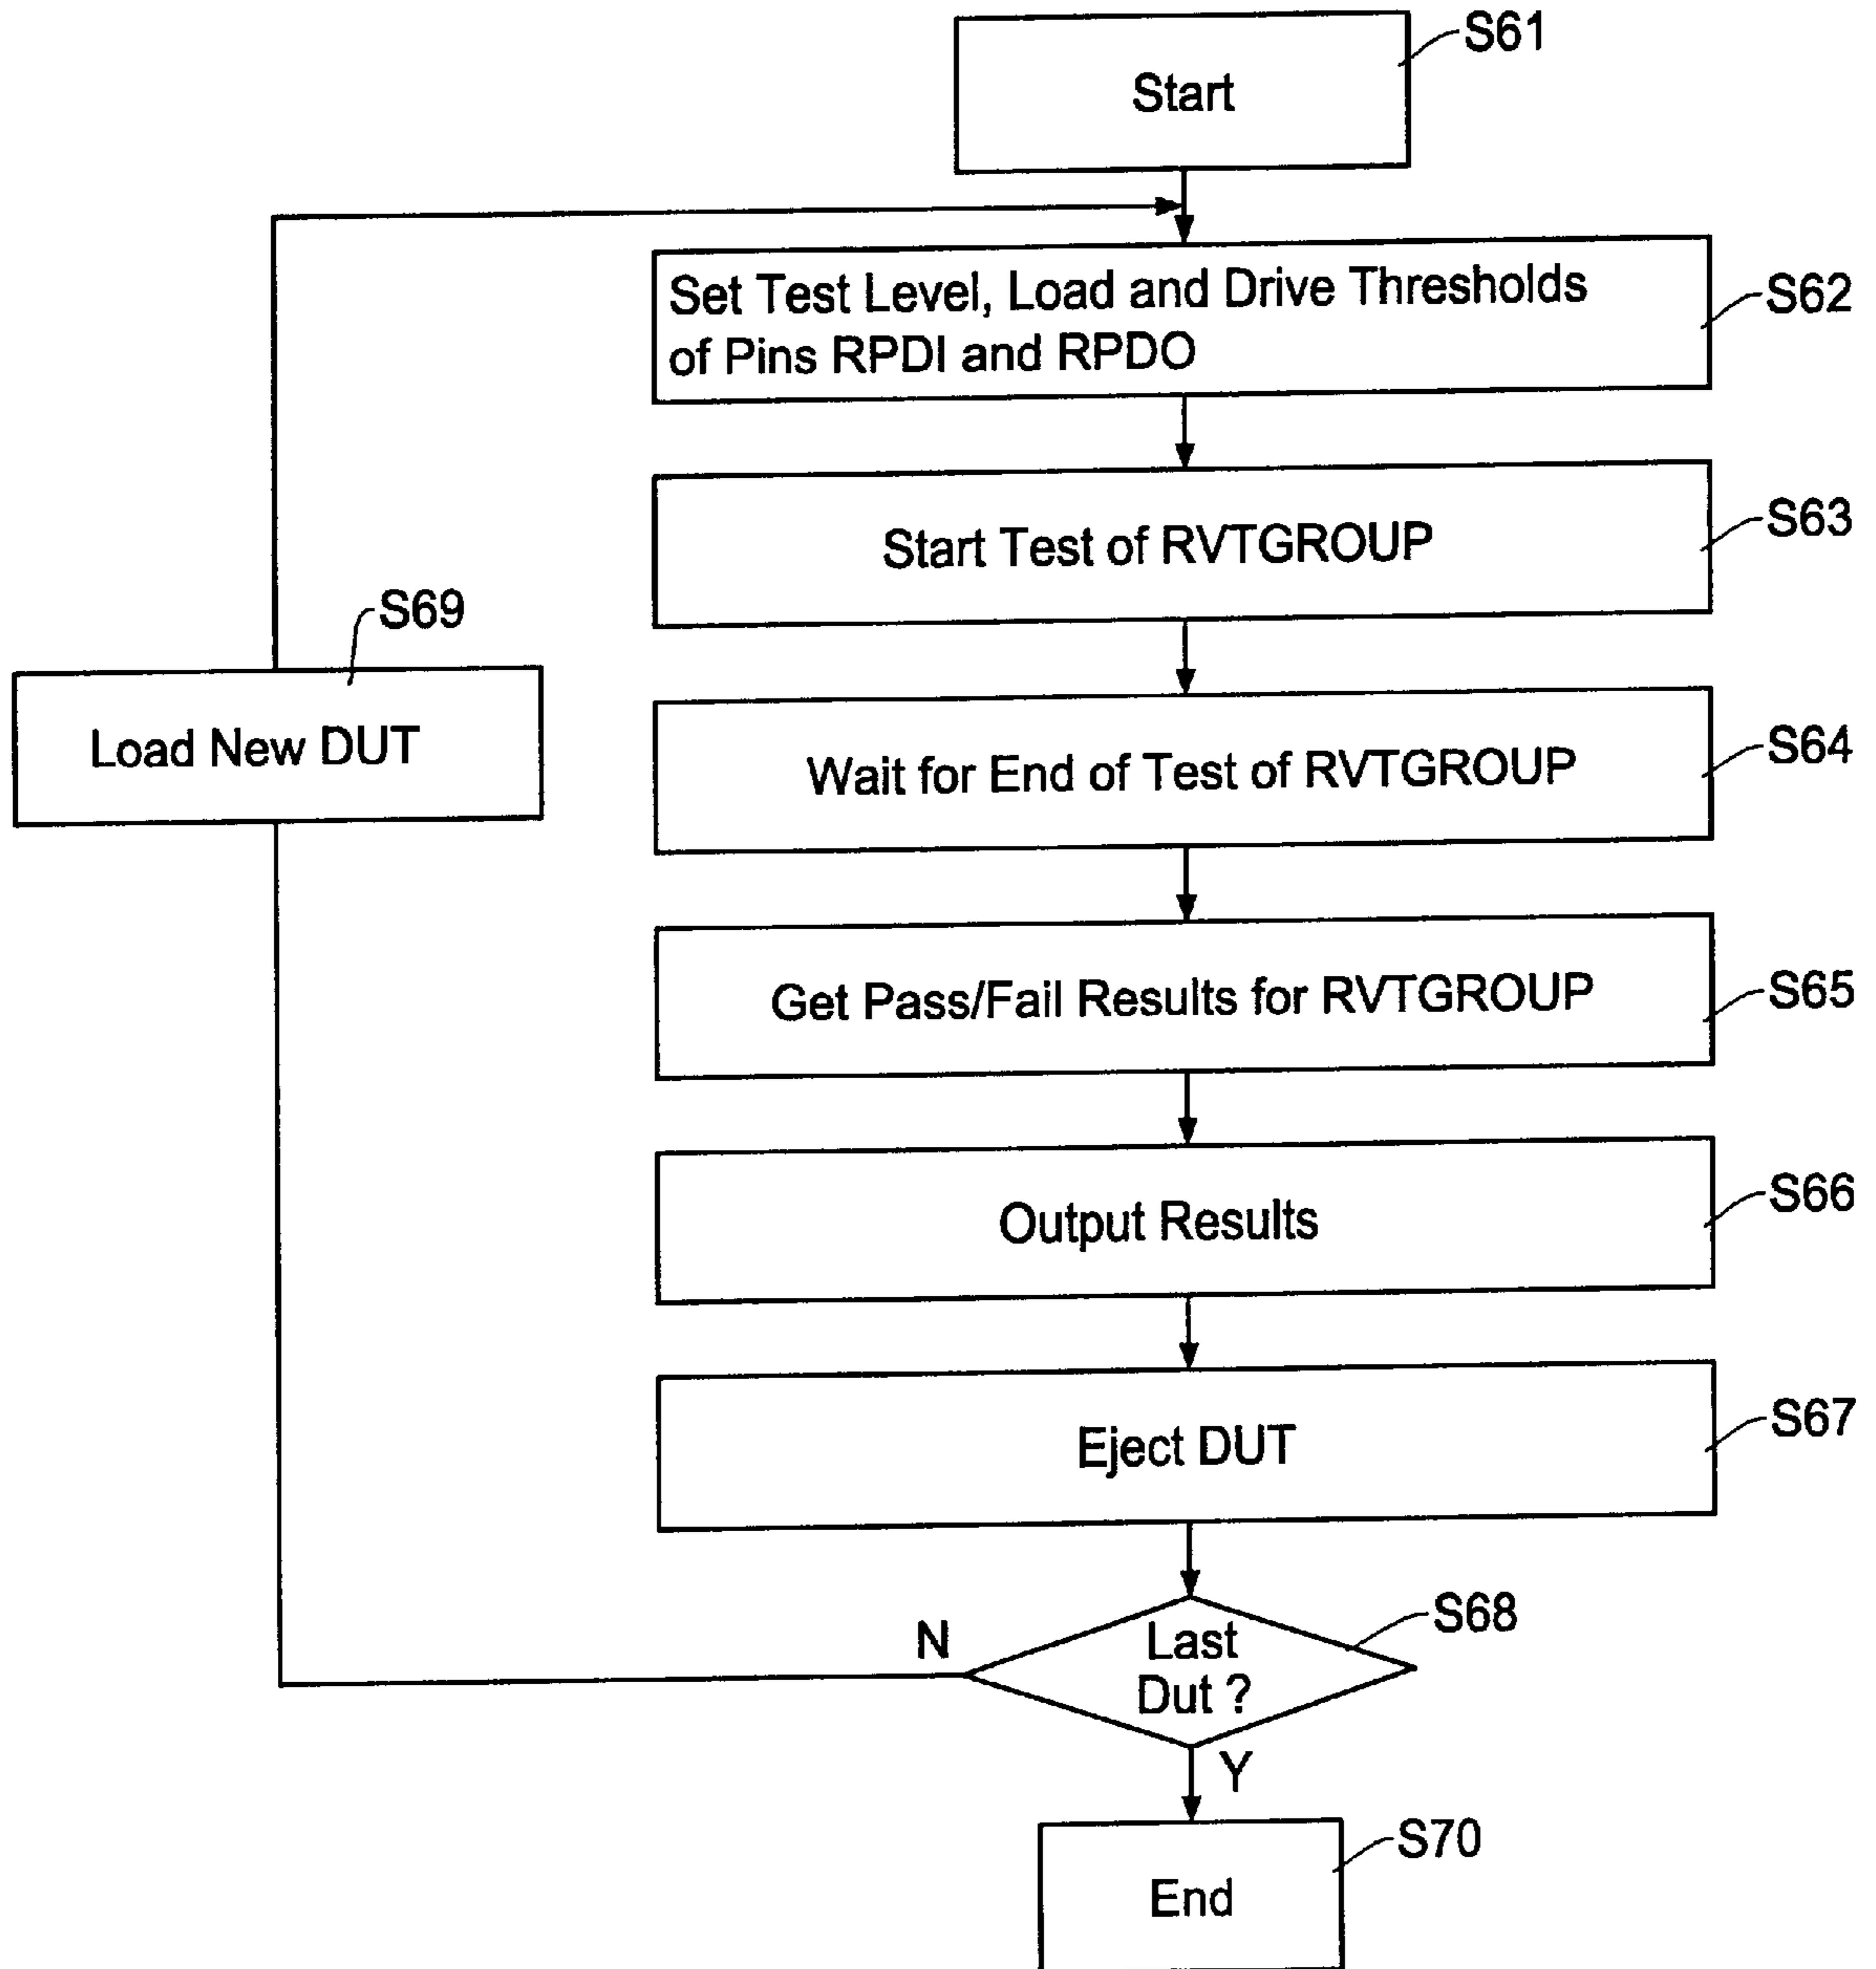 S61
Start
Set Test Level, Load and Drive Thresholds
of Pins RPDI and RPDO
S62
Start Test of RVTGROUP
S63
S69
Load New DUT
Wait for End of Test of RVTGROUP
S64
Get Pass/Fail Results for RVTGROUP
S65
Output Results
S66
Eject DUT
S67
Last
Dut ?
S68
N
Y
S70
End